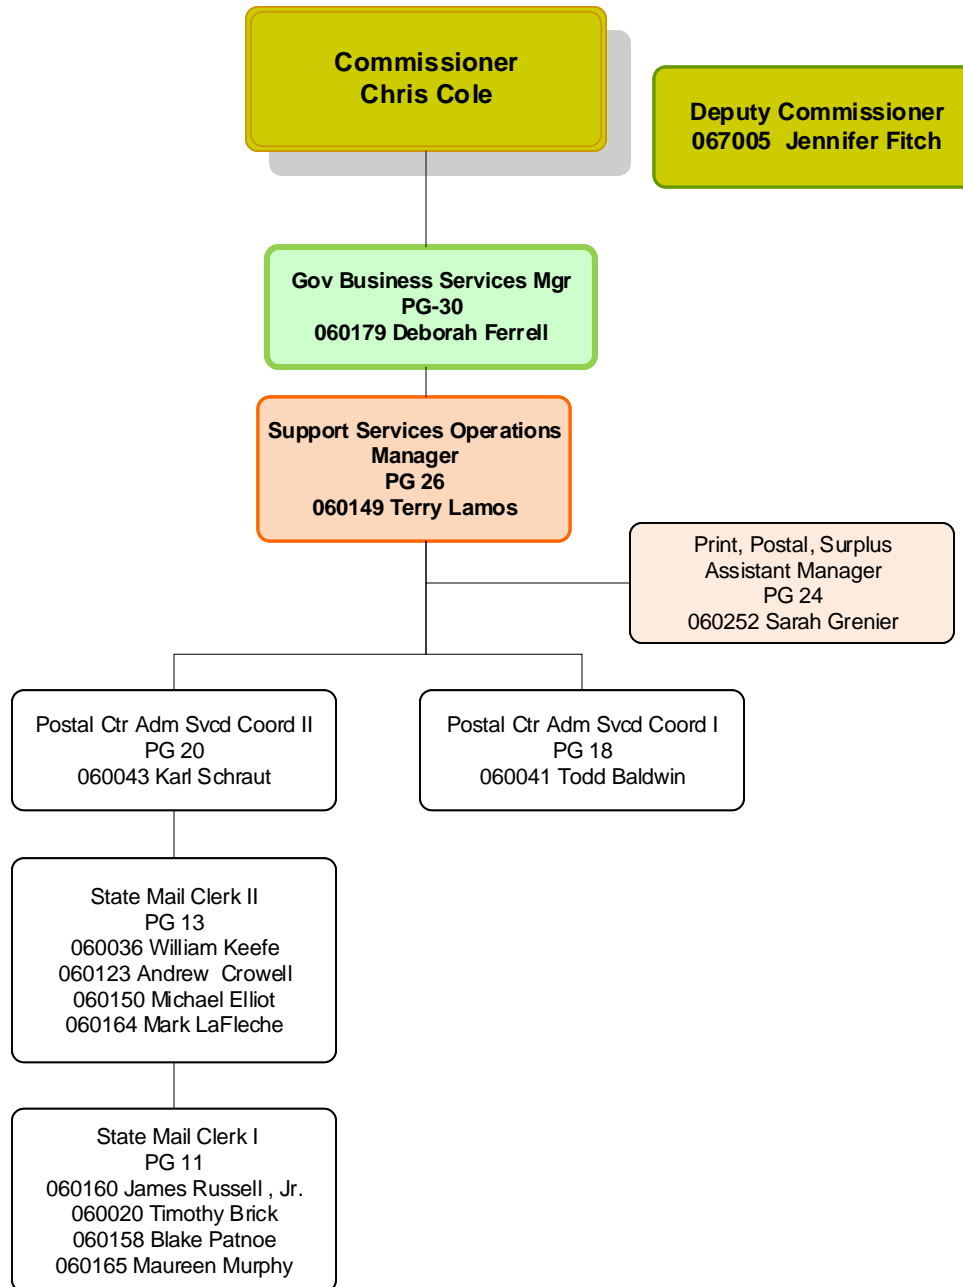 Commissioner
Chris Cole
Deputy Commissioner
067005 Jennifer Fitch
Gov Business Services Mgr
PG-30
060179 Deborah Ferrell
Support Services Operations
Manager
PG 26
060149 Terry Lamos
Print, Postal, Surplus
Assistant Manager
PG 24
060252 Sarah Grenier
Postal Ctr Adm Svcd Coord II
PG 20
060043 Karl Schraut
Postal Ctr Adm Svcd Coord I
PG 18
060041 Todd Baldwin
State Mail Clerk II
PG 13
060036 William Keefe
060123 Andrew  Crowell
060150 Michael Elliot
060164 Mark LaFleche
State Mail Clerk I
PG 11
060160 James Russell , Jr.
060020 Timothy Brick
060158 Blake Patnoe
060165 Maureen Murphy